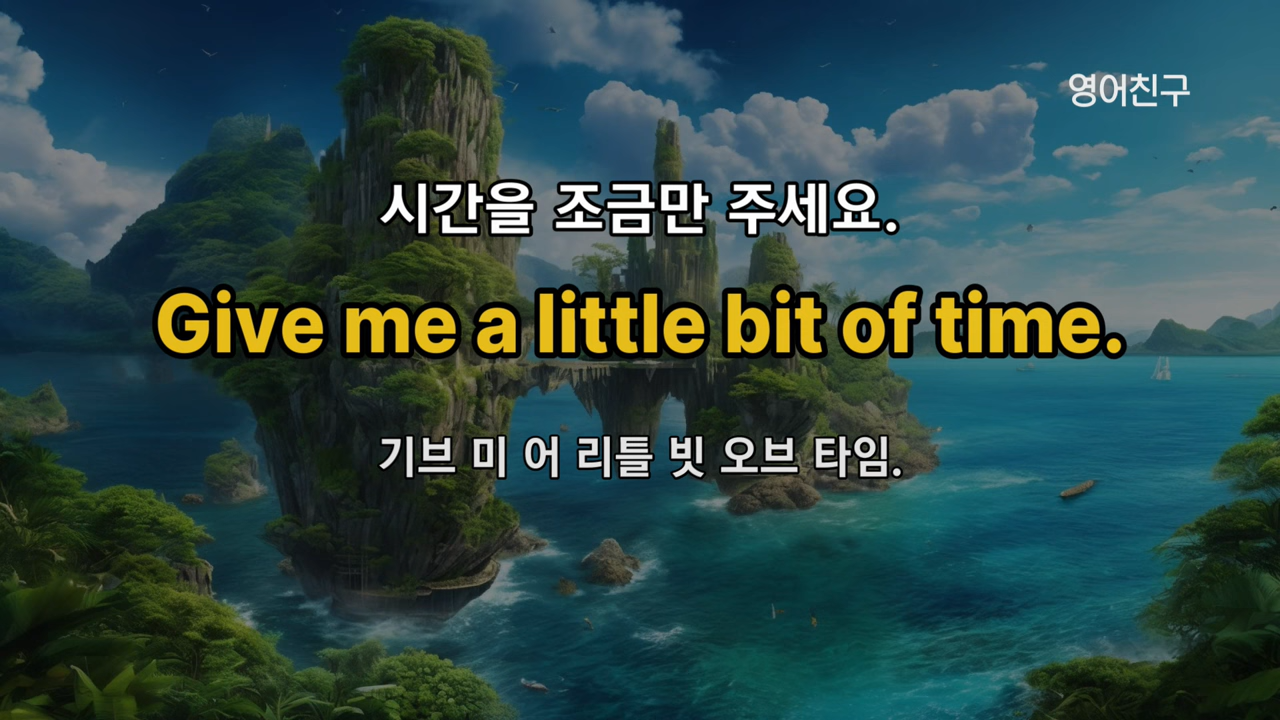 영어친구
시간을 조금만 주세요.
Give me a little bit of time.
기브 미 어 리틀 빗 오브 타임.